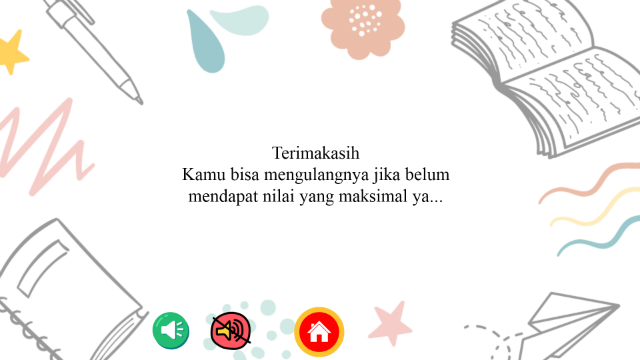 Terimakasih
Kamu bisa mengulangnya jika belum
mendapat nilai yang maksimal ya...